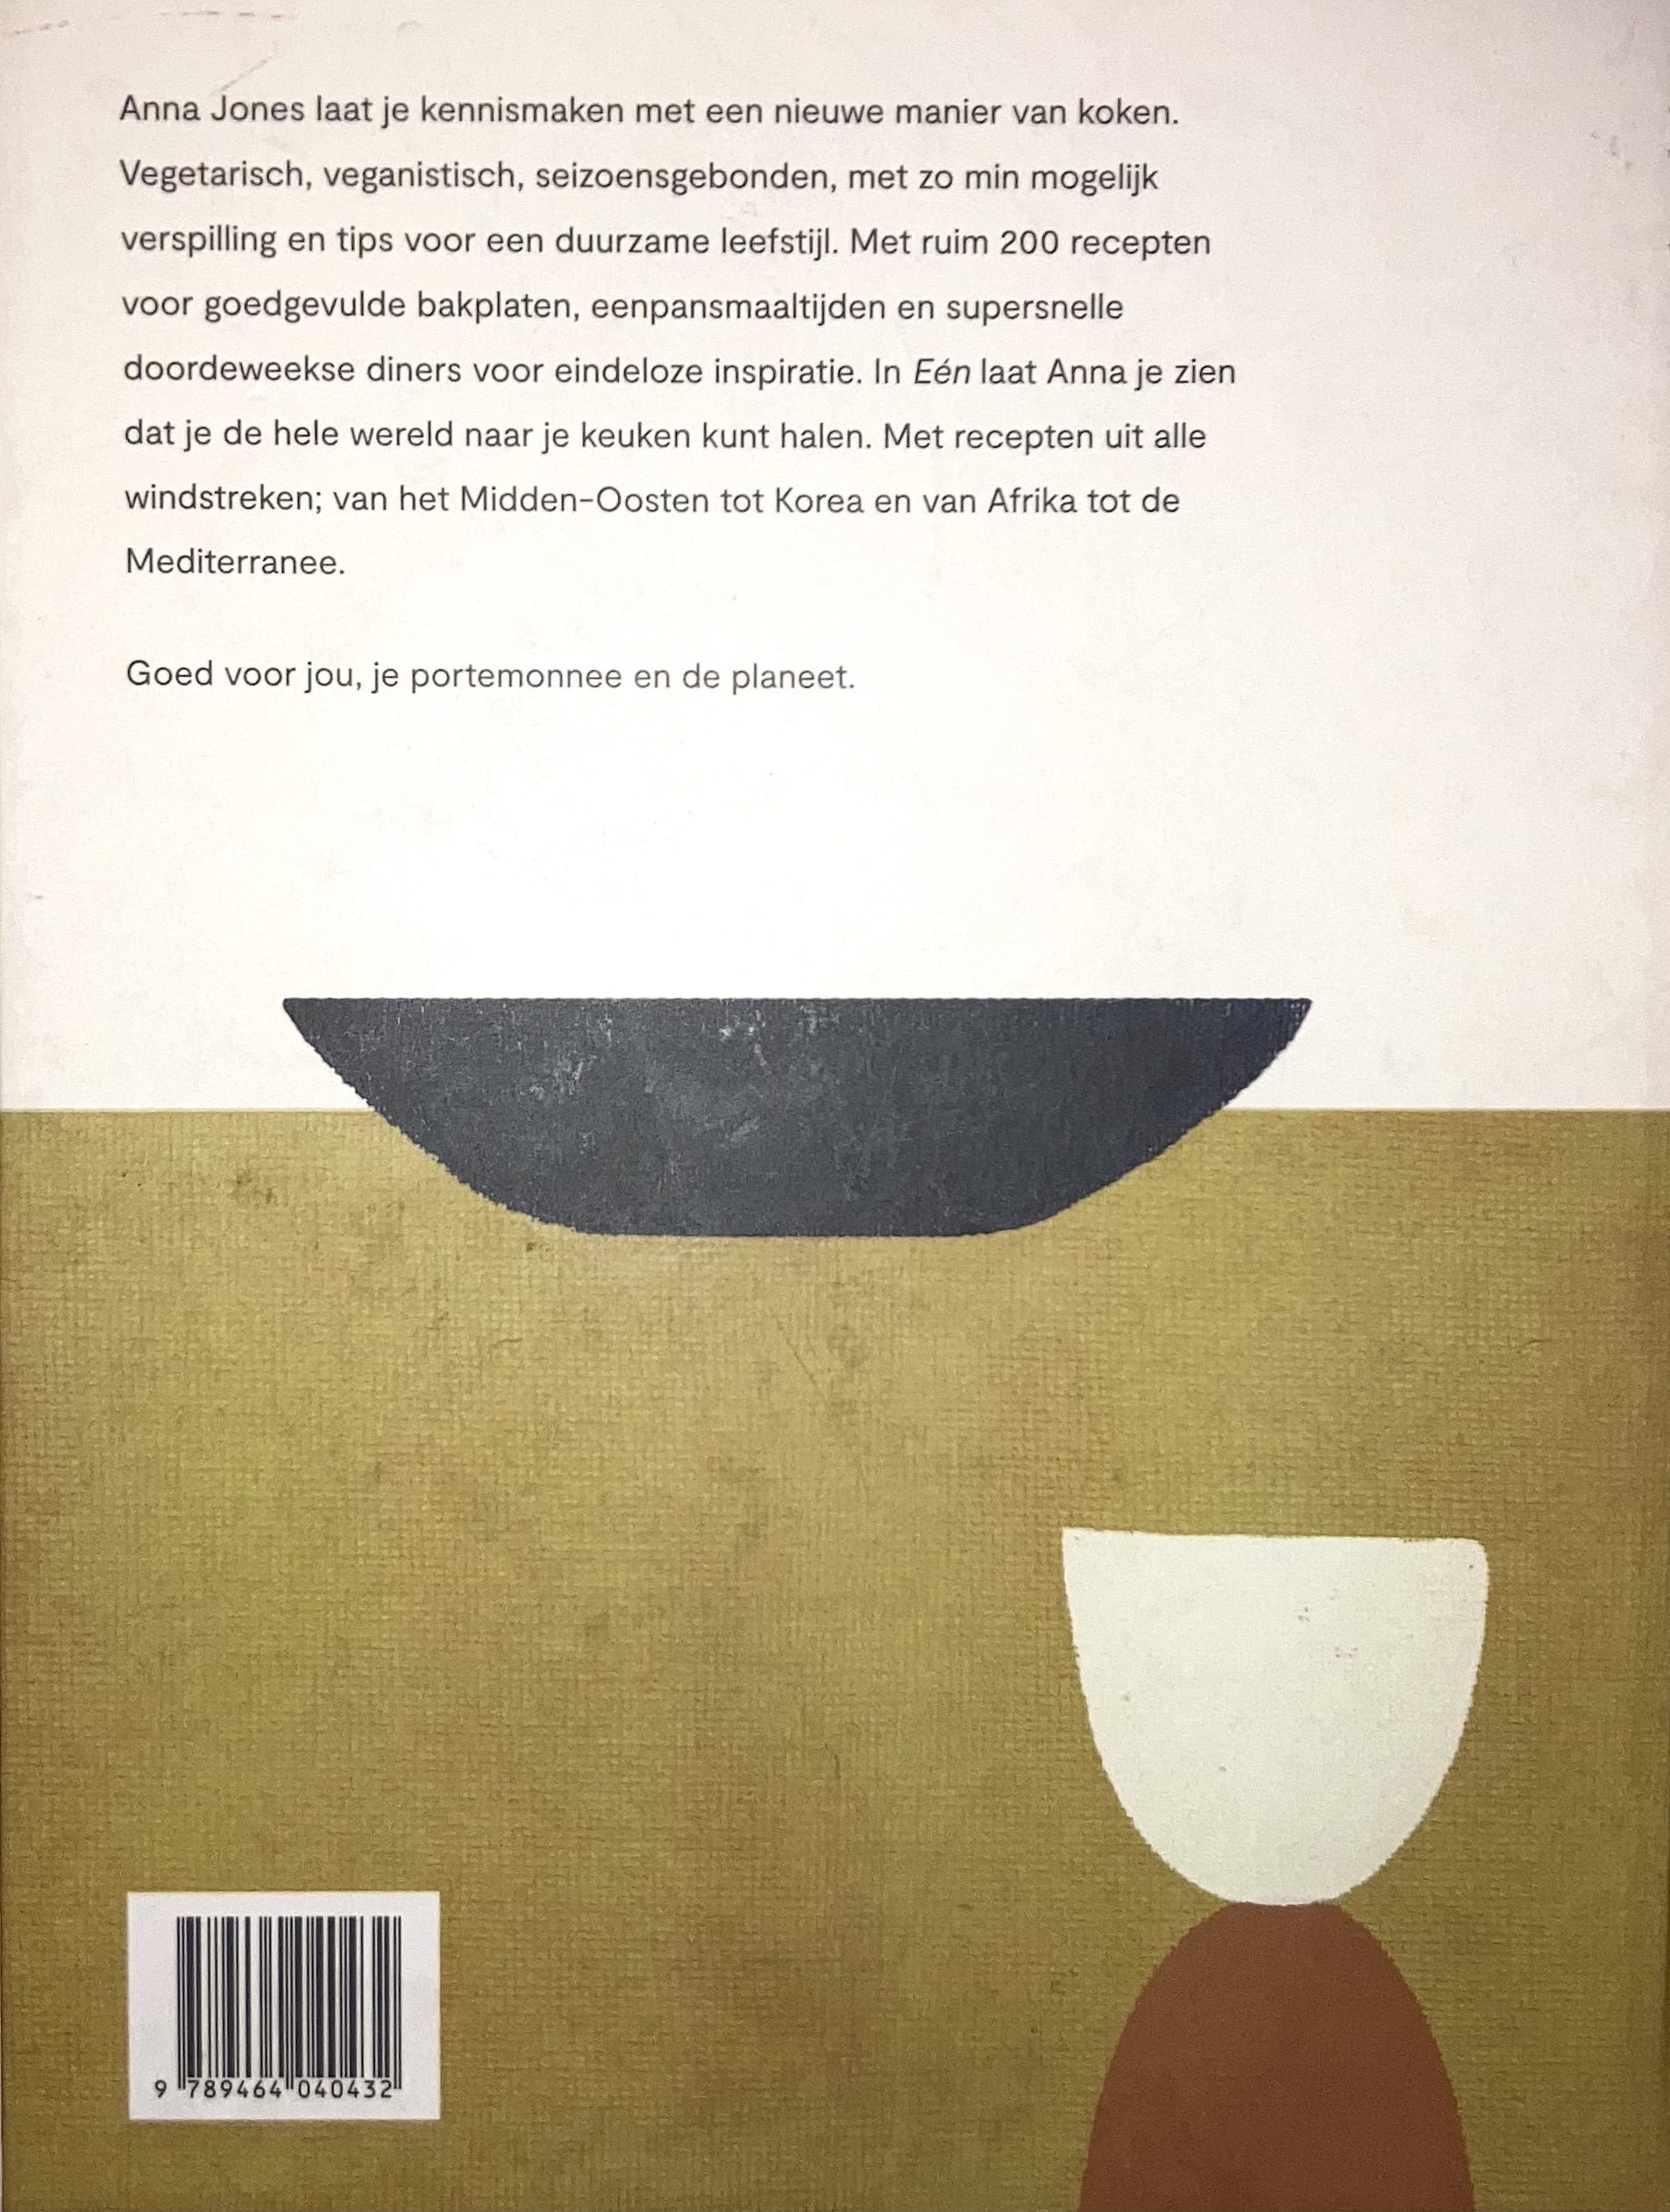 Anna Jones laat je kennismaken met een nieuwe manier van koken.
Vegetarisch, veganistisch, seizoensgebonden, met zo min mogelijk
verspilling en tips voor een duurzame leefstijl. Met ruim 200 recepten
voor goedgevulde bakplaten, eenpansmaaltijden en supersnelle
doordeweekse diners voor eindeloze inspiratie. In Eén laat Anna je zien
dat je de hele wereld naar je keuken kunt halen. Met recepten uit alle
windstreken; van het Midden-Oosten tot Korea en van Afrika tot de
Mediterranee.
Goed voor jou, je portemonnee en de planeet.
9 789464 040432